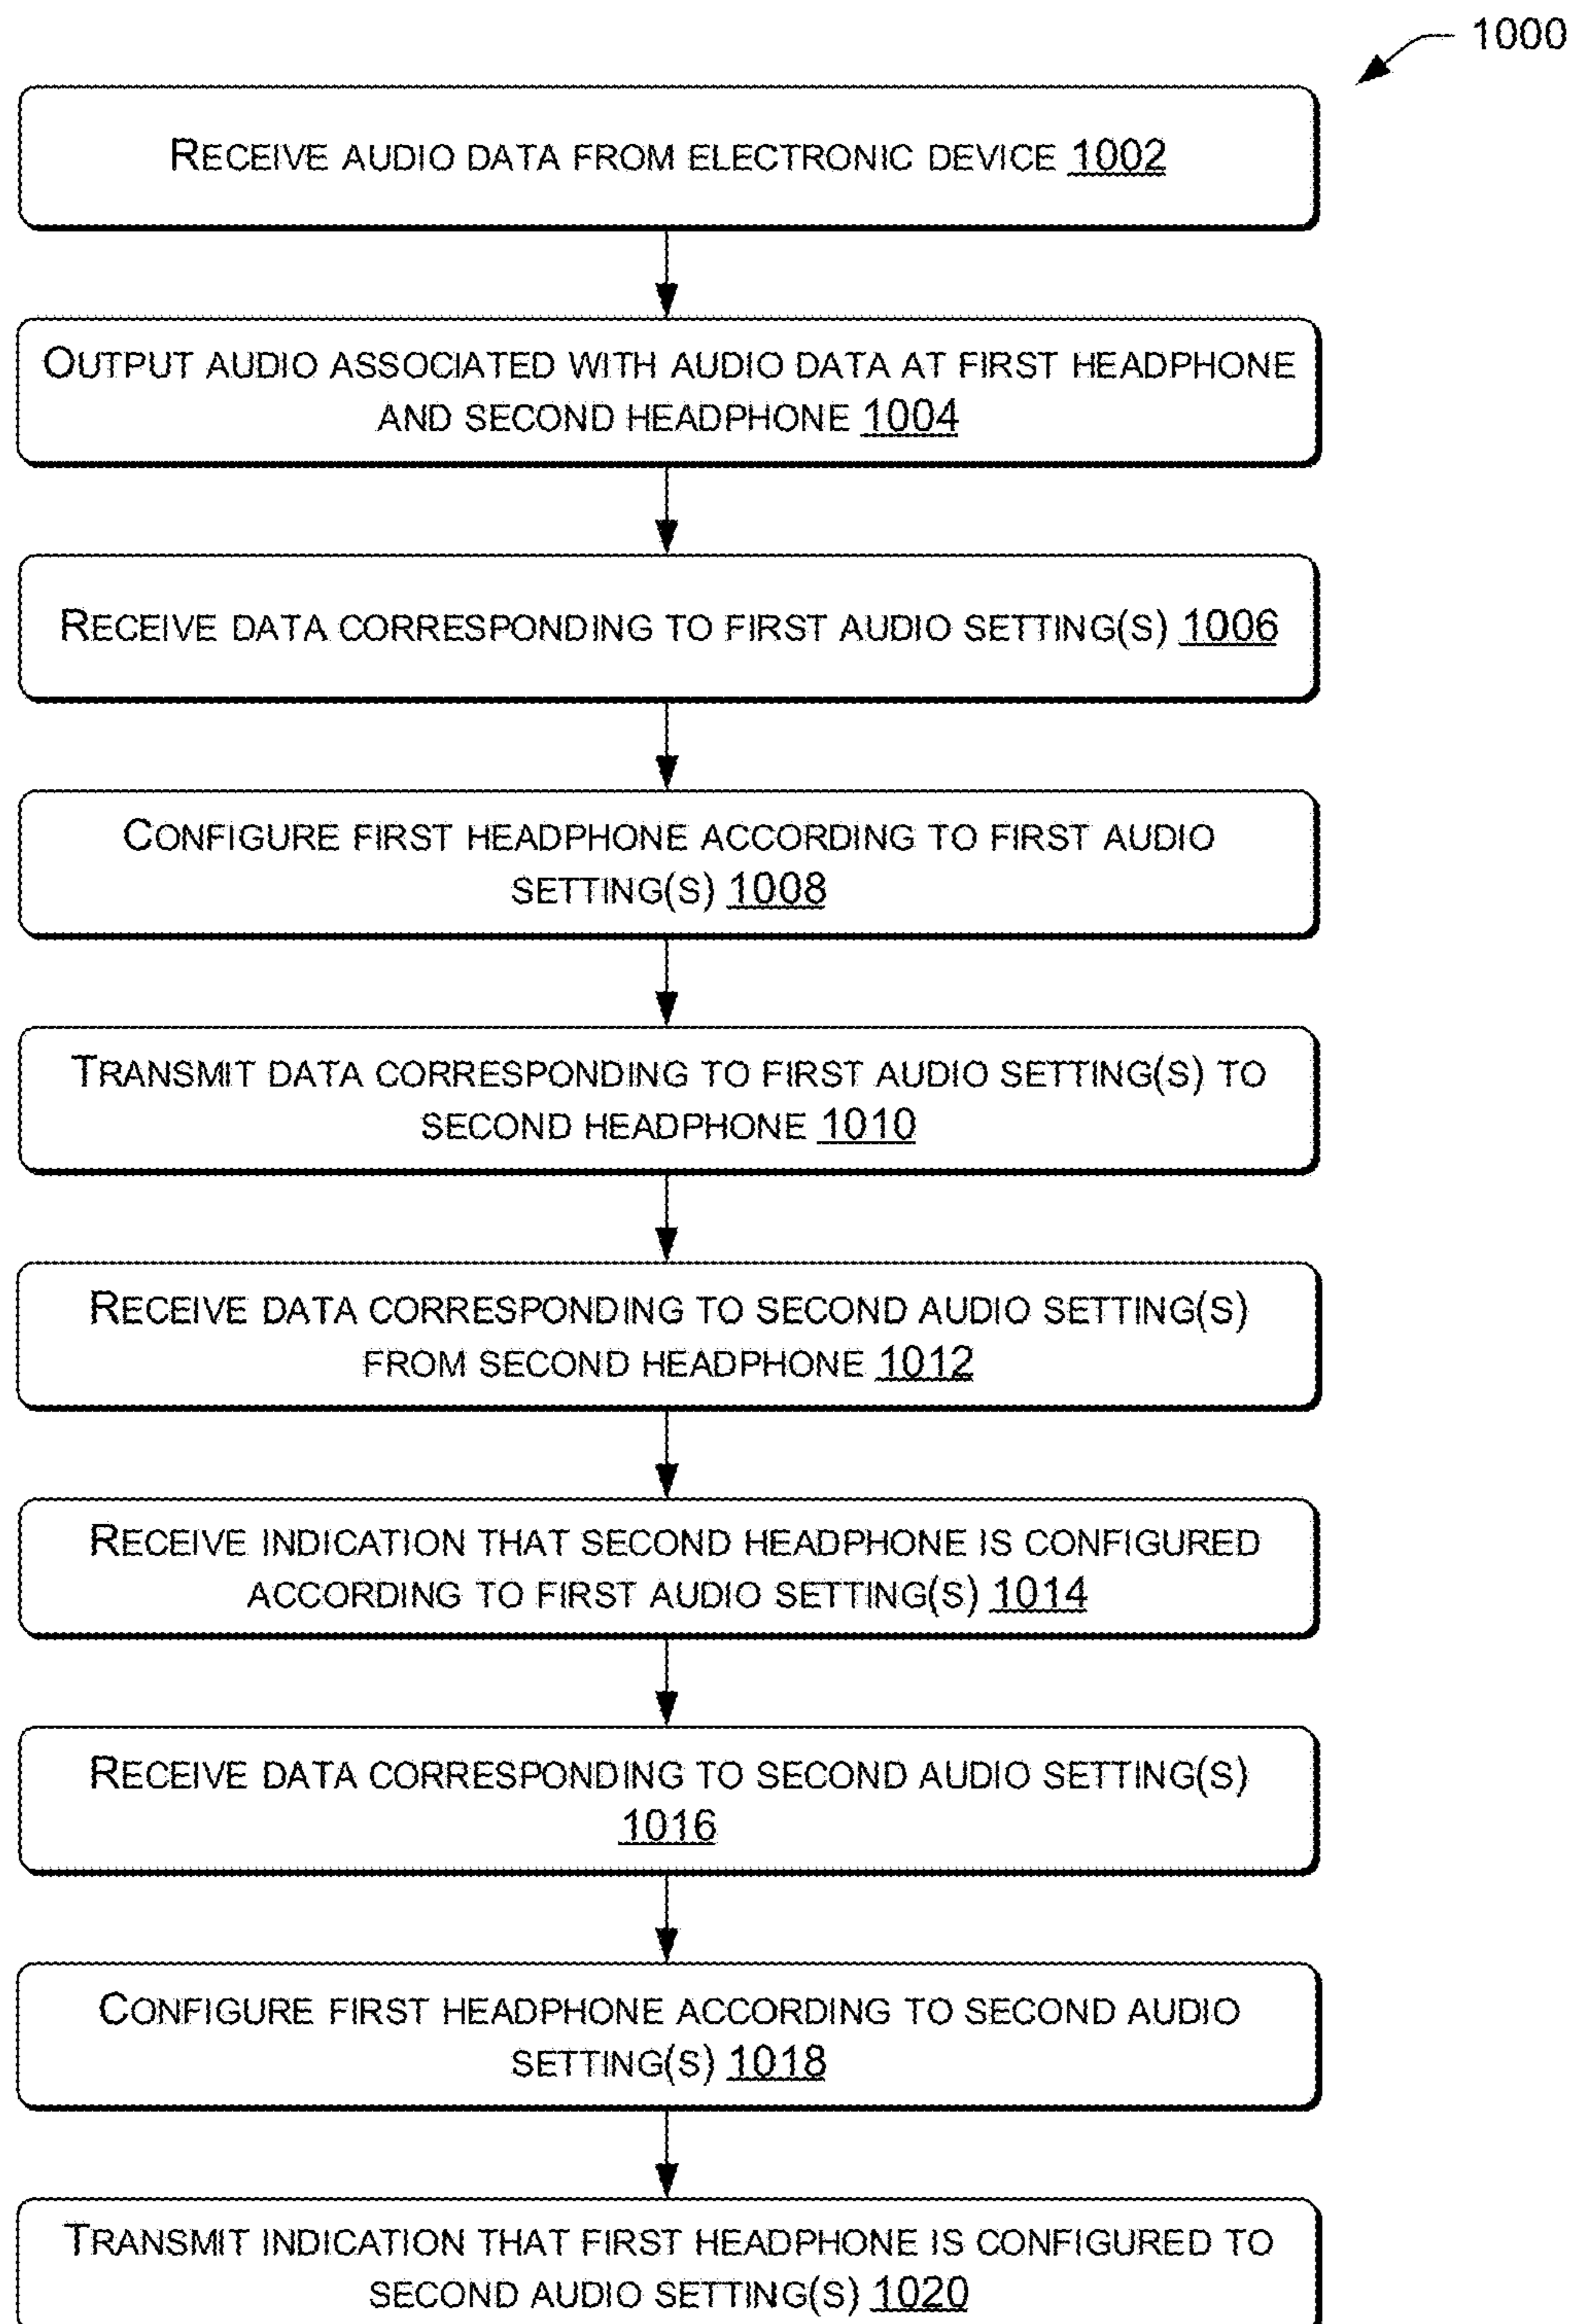 1000
RECEIVE AUDIO DATA FROM ELECTRONIC DEVICE 1002
OUTPUT AUDIO ASSOCIATED WITH AUDIO DATA AT FIRST HEADPHONE
AND SECOND HEADPHONE 1004
RECEIVE DATA CORRESPONDING TO FIRST AUDIO SETTING(S) 1006
CONFIGURE FIRST HEADPHONE ACCORDING TO FIRST AUDIO
SETTING(S) 1008
TRANSMIT DATA CORRESPONDING TO FIRST AUDIO SETTING(S) TO
SECOND HEADPHONE 1010
RECEIVE DATA CORRESPONDING TO SECOND AUDIO SETTING(S)
FROM SECOND HEADPHONE 1012
RECEIVE INDICATION THAT SECOND HEADPHONE IS CONFIGURED
ACCORDING TO FIRST AUDIO SETTING(S) 1014
RECEIVE DATA CORRESPONDING TO SECOND AUDIO SETTING(S)
1016
CONFIGURE FIRST HEADPHONE ACCORDING TO SECOND AUDIO
SETTING(S) 1018
TRANSMIT INDICATION THAT FIRST HEADPHONE IS CONFIGURED TO
SECOND AUDIO SETTING(S) 1020